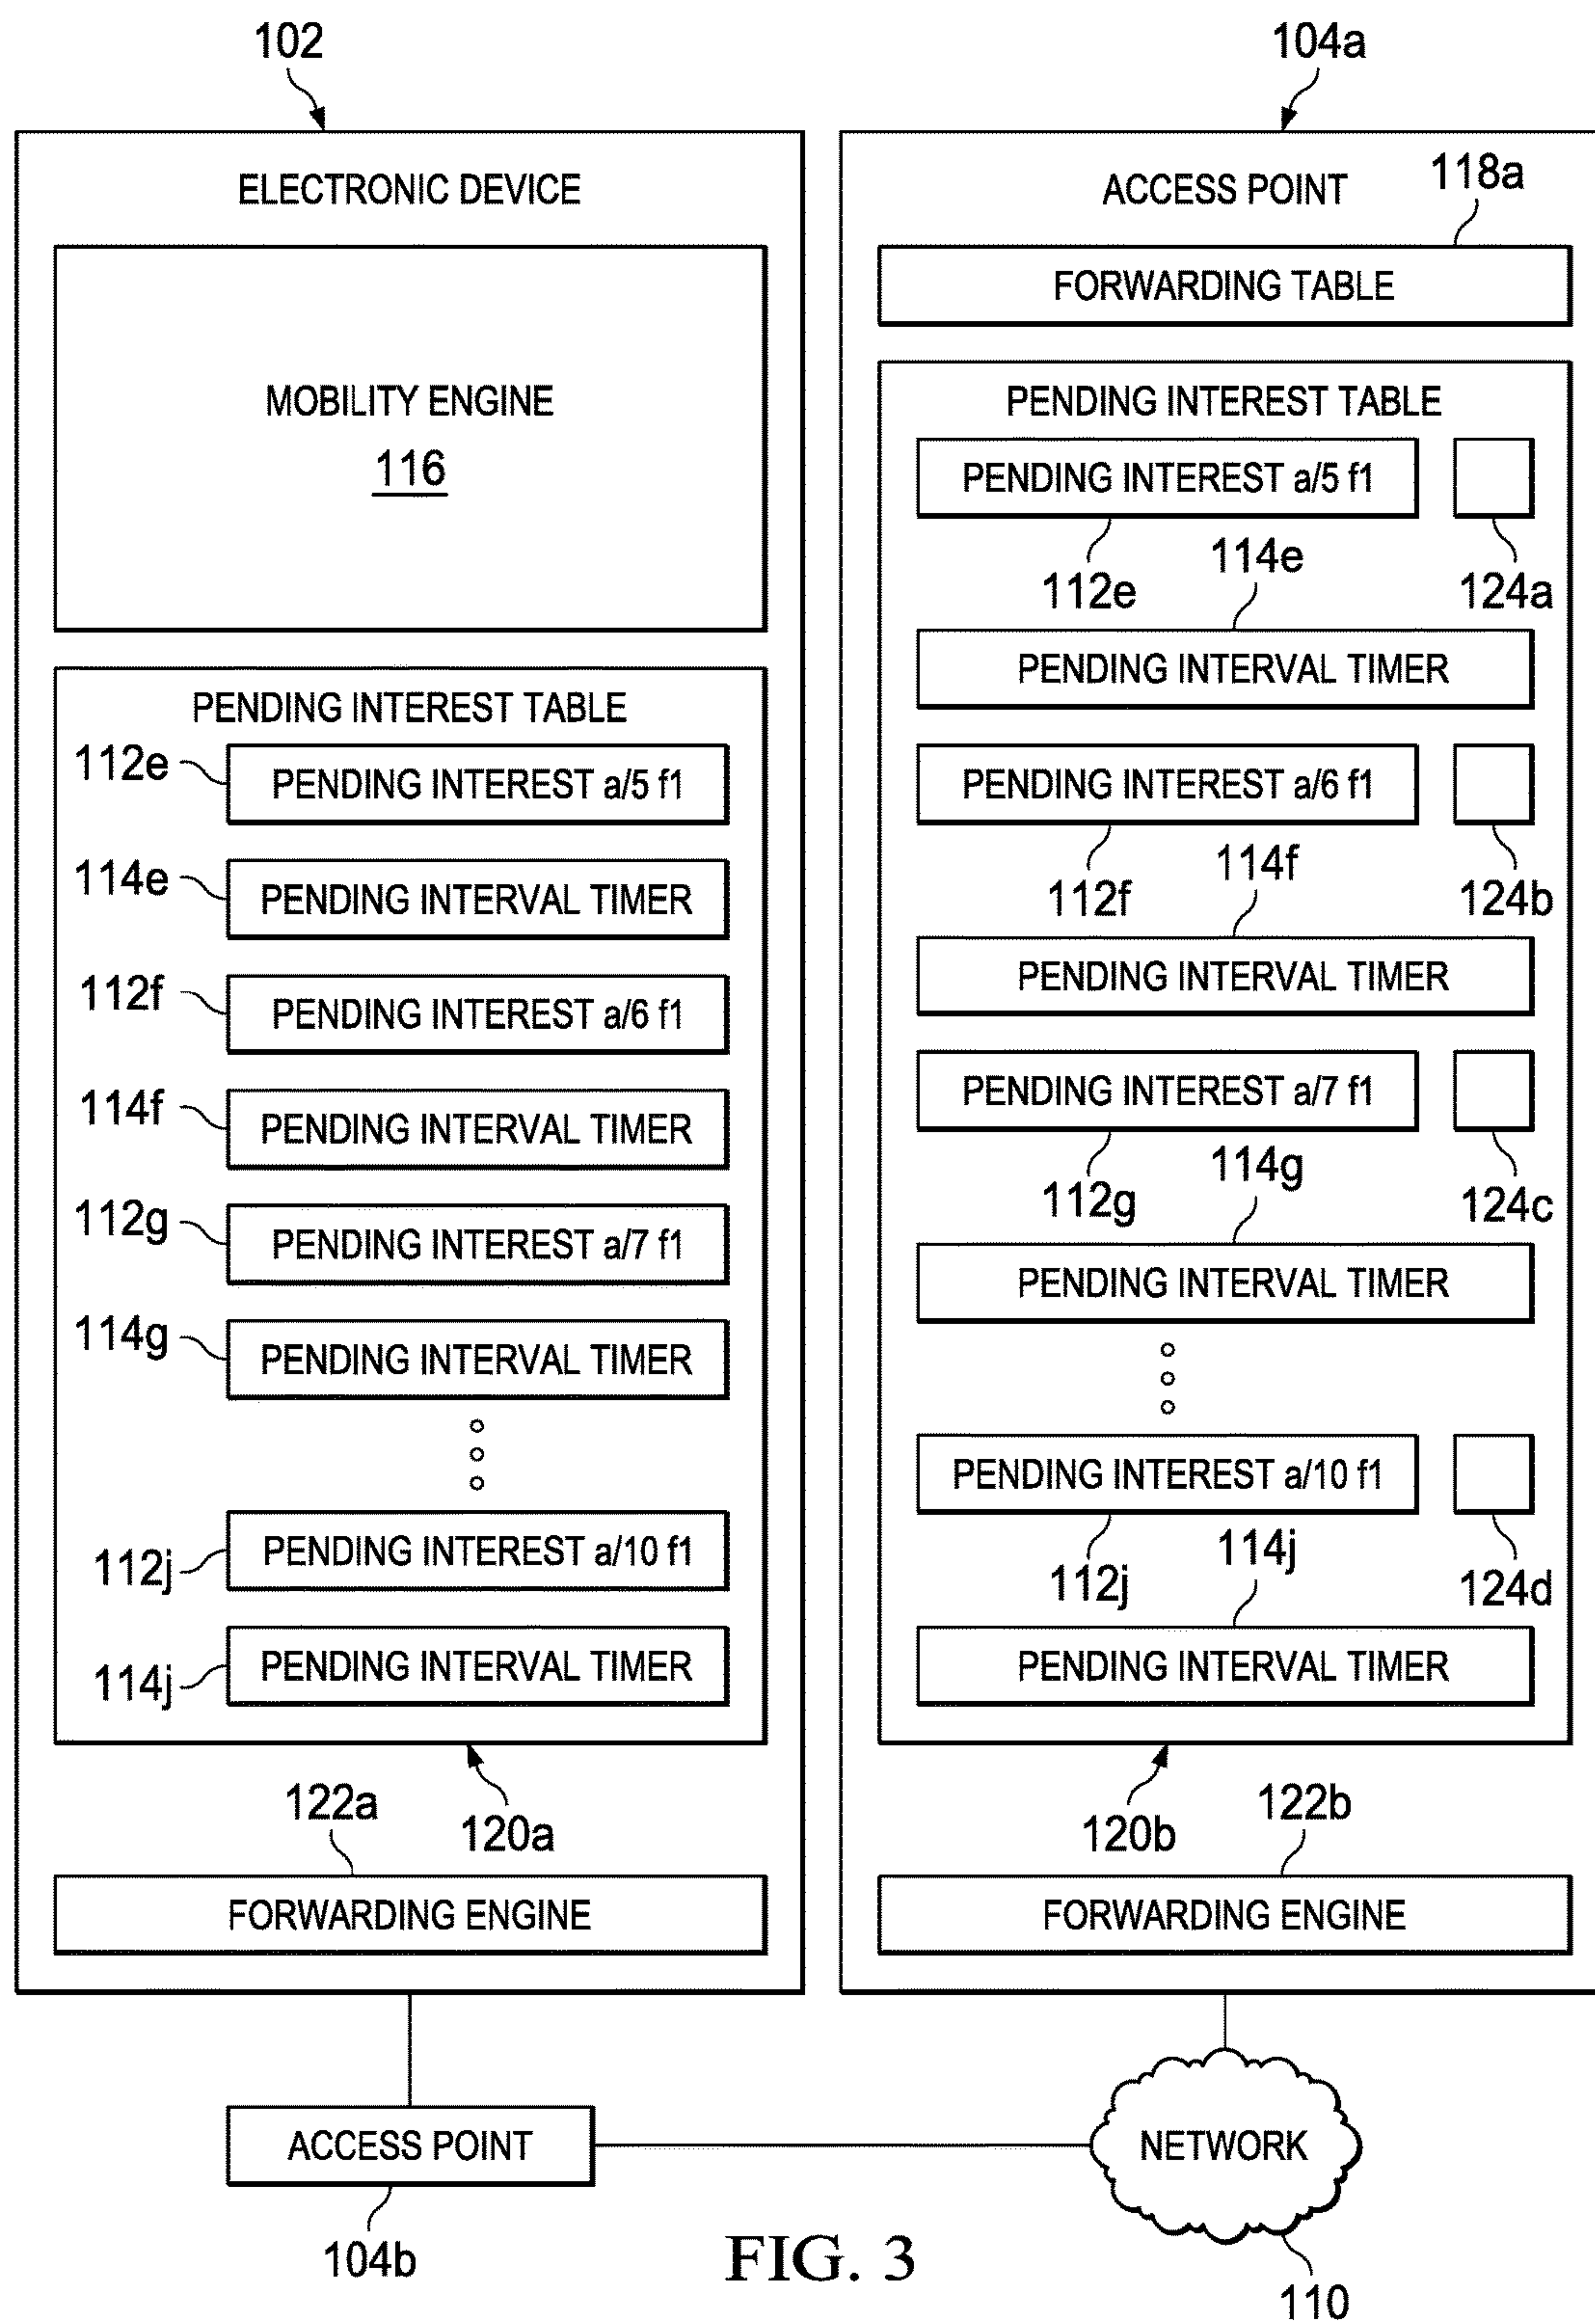 102
ELECTRONIC DEVICE
MOBILITY ENGINE
116
PENDING INTEREST TABLE
112e
PENDING INTEREST a/5 f1
114e
PENDING INTERVAL TIMER
112f
PENDING INTEREST a/6 f1
114f
PENDING INTERVAL TIMER
112g
PENDING INTEREST a/7 f1
114g
PENDING INTERVAL TIMER
112j
PENDING INTEREST a/10 f1
114j
PENDING INTERVAL TIMER
120a
122a
FORWARDING ENGINE
104a
ACCESS POINT
118a
FORWARDING TABLE
PENDING INTEREST TABLE
PENDING INTEREST a/5 f1
112e
124a
114e
PENDING INTERVAL TIMER
PENDING INTEREST a/6 f1
112f
124b
114f
PENDING INTERVAL TIMER
PENDING INTEREST a/7 f1
112g
124c
114g
PENDING INTERVAL TIMER
PENDING INTEREST a/10 f1
112j
124d
114j
PENDING INTERVAL TIMER
120b
122b
FORWARDING ENGINE
ACCESS POINT
104b
NETWORK
110
FIG. 3